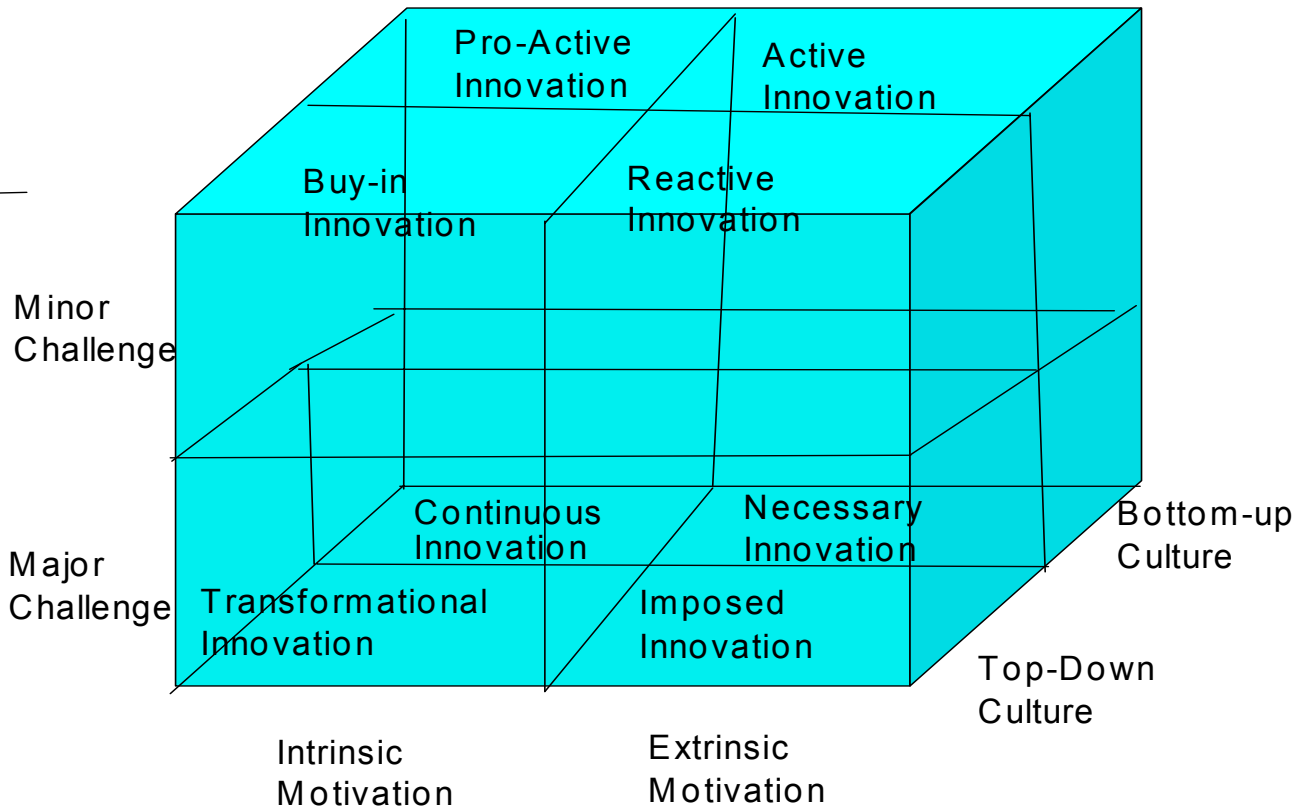 Pro-Active
Innovation
Active
Innovation
Buy-in
Innovation
Reactive
Innovation
Minor
Challenge
Continuous
Innovation
Necessary
Innovation
Bottom-up
Culture
Major
Challenge
Transformational
Innovation
Imposed
Innovation
Top-Down
Culture
Intrinsic
Motivation
Extrinsic
Motivation